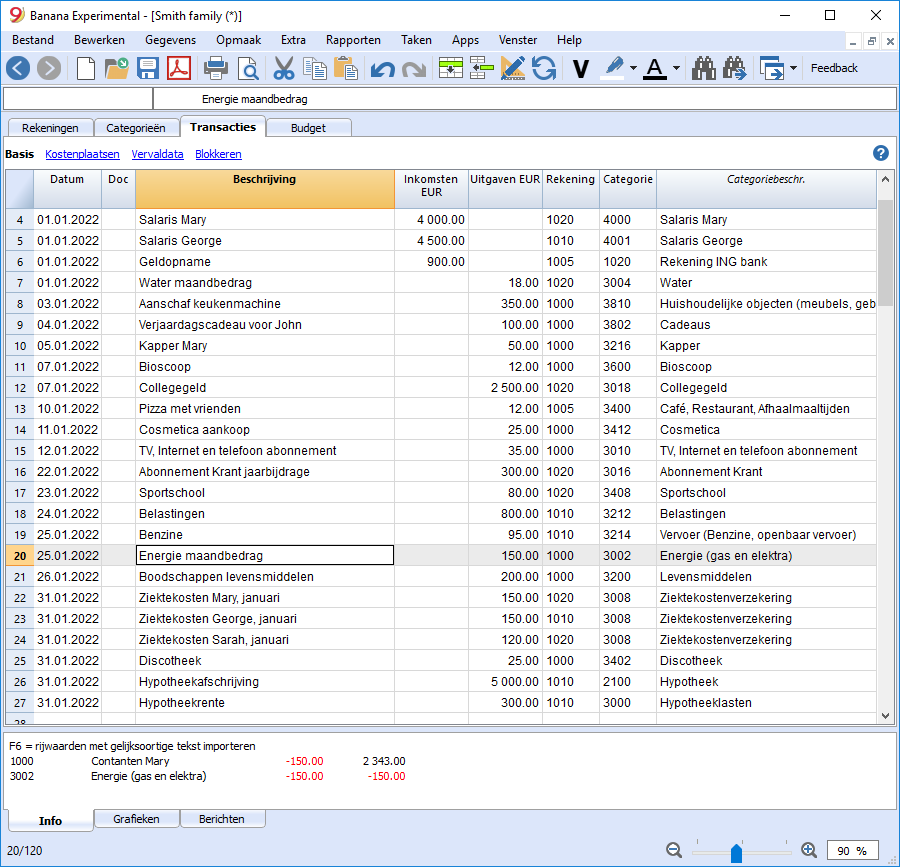 Banana Experimental - [Smith family (*)]
Bestand Bewerken Gegevens Opmaak Extra Rapporten Taken Apps Venster Help
V A Feedback
Energie maandbedrag
Rekeningen Categorieën Transacties Budget
Basis Kostenplaatsen Vervaldata Blokkeren ?
Datum Doc Beschrijving Inkomsten EUR Uitgaven EUR Rekening Categorie Categoriebeschr.
4 01.01.2022 Salaris Mary 4 000.00 1020 4000 Salaris Mary
5 01.01.2022 Salaris George 4 500.00 1010 4001 Salaris George
6 01.01.2022 Geldopname 900.00 1005 1020 Rekening ING bank
7 01.01.2022 Water maandbedrag 18.00 1020 3004 Water
8 03.01.2022 Aanschaf keukenmachine 350.00 1000 3810 Huishoudelijke objecten (meubels, geb
9 04.01.2022 Verjaardagscadeau voor John 100.00 1000 3802 Cadeaus
10 05.01.2022 Kapper Mary 50.00 1000 3216 Kapper
11 07.01.2022 Bioscoop 12.00 1000 3600 Bioscoop
12 07.01.2022 Collegegeld 2 500.00 1020 3018 Collegegeld
13 10.01.2022 Pizza met vrienden 12.00 1005 3400 Café, Restaurant, Afhaalmaaltijden
14 11.01.2022 Cosmetica aankoop 25.00 1000 3412 Cosmetica
15 12.01.2022 TV, Internet en telefoon abonnement 35.00 1000 3010 TV, Internet en telefoon abonnement
16 22.01.2022 Abonnement Krant jaarbijdrage 300.00 1020 3016 Abonnement Krant
17 23.01.2022 Sportschool 80.00 1020 3408 Sportschool
18 24.01.2022 Belastingen 800.00 1010 3212 Belastingen
19 25.01.2022 Benzine 95.00 1010 3214 Vervoer (Benzine, openbaar vervoer)
20 25.01.2022 Energie maandbedrag 150.00 1000 3002 Energie (gas en elektra)
21 26.01.2022 Boodschappen levensmiddelen 200.00 1000 3200 Levensmiddelen
22 31.01.2022 Ziektekosten Mary, januari 150.00 1020 3008 Ziektekostenverzekering
23 31.01.2022 Ziektekosten George, januari 150.00 1010 3008 Ziektekostenverzekering
24 31.01.2022 Ziektekosten Sarah, januari 120.00 1020 3008 Ziektekostenverzekering
25 31.01.2022 Discotheek 25.00 1000 3402 Discotheek
26 31.01.2022 Hypotheekafschrijving 5 000.00 1010 2100 Hypotheek
27 31.01.2022 Hypotheekrente 300.00 1010 3000 Hypotheeklasten
28
F6 = rijwaarden met gelijksoortige tekst importeren
1000 Contanten Mary -150.00 2 343.00
3002 Energie (gas en elektra) -150.00 -150.00
Info Grafieken Berichten
20/120 90 %